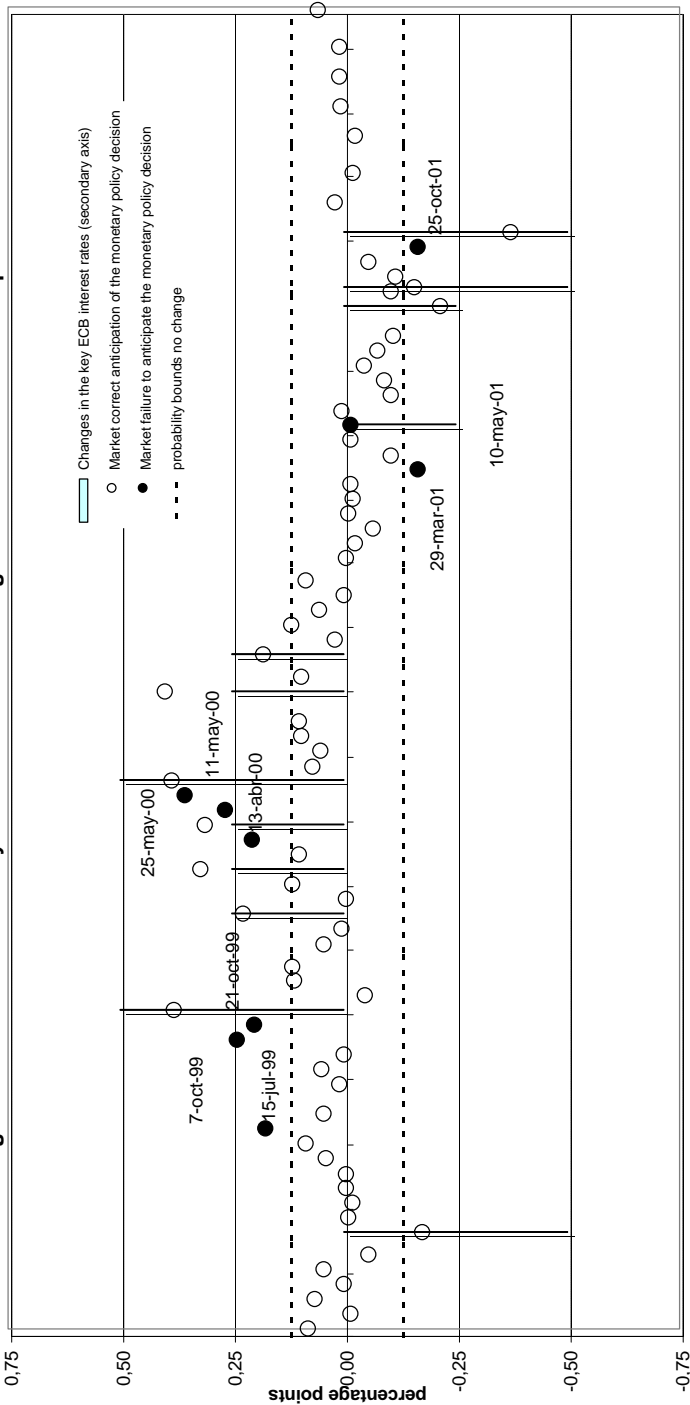 Changes in the key ECB interest rates (secondary axis)
Market correct anticipation of the monetary policy decision
Market failure to anticipate the monetary policy decision
probability bounds no change
percentage points
0,75
0,50
0,25
0,00
-0,25
-0,50
-0,75
15-jul-99
7-oct-99
21-oct-99
13-abr-00
11-may-00
25-may-00
29-mar-01
10-may-01
25-oct-01